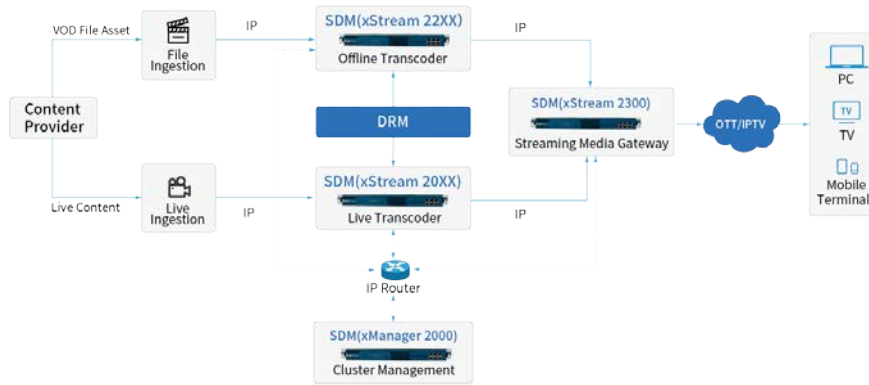 VOD File Asset
File
Ingestion
IP
SDM(xStream 22XX)
Offline Transcoder
IP
Content
Provider
DRM
SDM(xStream 2300)
Streaming Media Gateway
OTT/IPTV
PC
TV
TV
Mobile
Terminal
Live Content
Live
Ingestion
IP
SDM(xStream 20XX)
Live Transcoder
IP
IP Router
SDM(xManager 2000)
Cluster Management